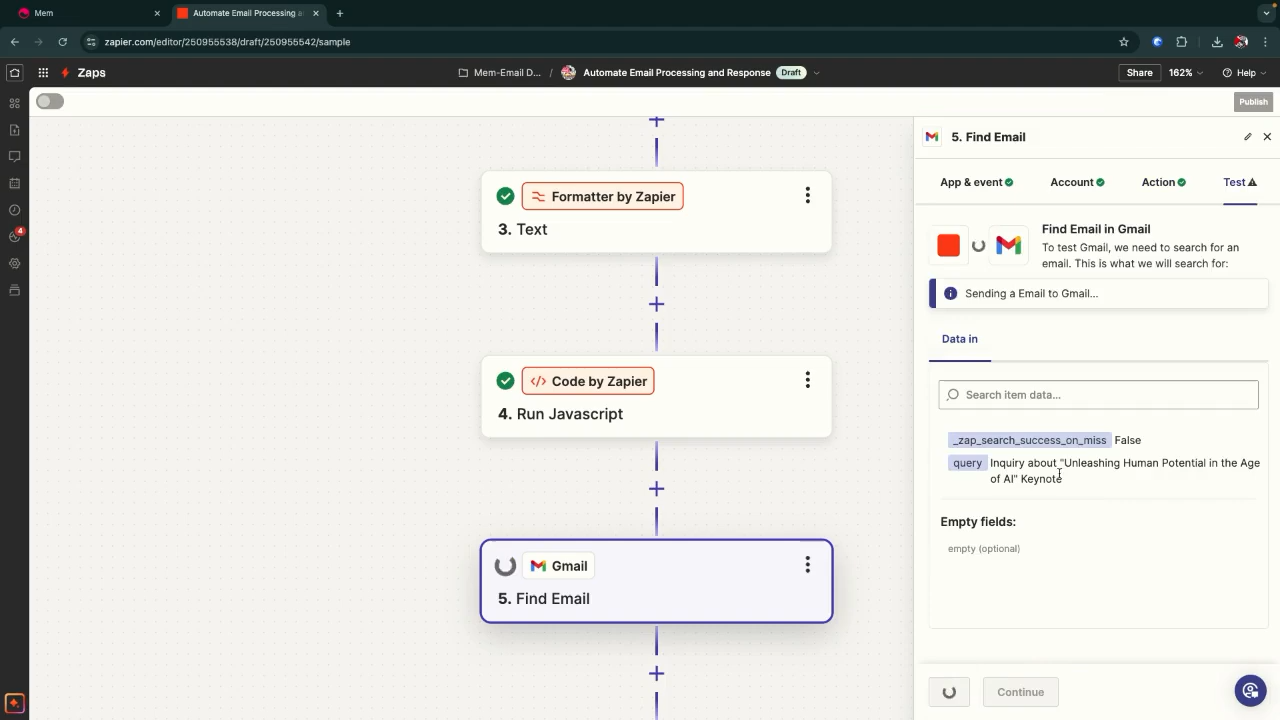 Mem
Automate Email Processing a
zapier.com/editor/250955538/draft/250955542/sample
Zaps
Mem-Email D... / Automate Email Processing and Response Draft
Share 162% Help
Publish
4
5. Find Email
App & event Account Action Test
Find Email in Gmail
To test Gmail, we need to search for an
email. This is what we will search for:
Sending a Email to Gmail...
Data in
Search item data...
_zap_search_success_on_miss False
query Inquiry about "Unleashing Human Potential in the Age
of AI" Keynote
Empty fields:
empty (optional)
Continue
Formatter by Zapier
3. Text
Code by Zapier
4. Run Javascript
Gmail
5. Find Email